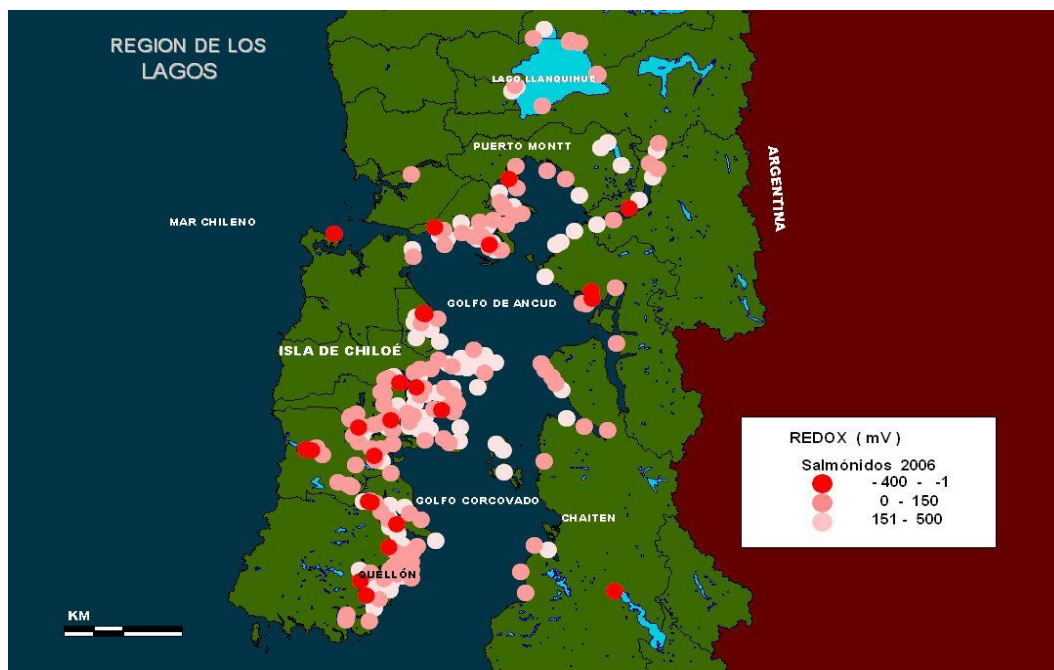 REGION DE LOS
LAGOS
LAGO LLANQUIHUE
PUERTO MONTT
ARGENTINA
MAR CHILENO
GOLFO DE ANCUD
ISLA DE CHILOÉ
GOLFO CORCOVADO
CHAITEN
QUELLÓN
KM
REDOX ( mV )
Salmónidos 2006
- 400 - -1
0 - 150
151 - 500